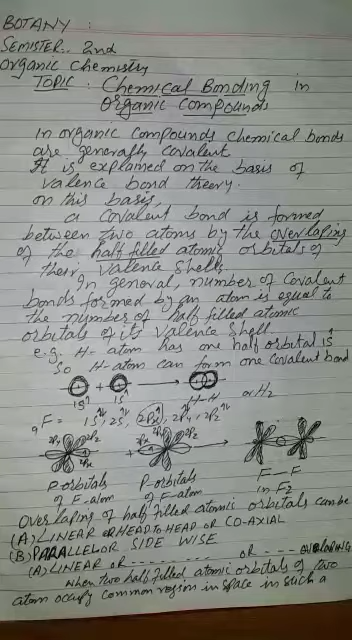 BOTANY :
SEMISTER.. 2nd
Organic Chemistry
TOPIC : Chemical Bonding in
Organic Compounds
In organic compounds chemical bonds
are generally covalent
It is explained on the basis of
valence bond theory.
on this basis,
a Covalent bond is formed
between two atoms by the overlaping
of the half filled atomic orbitals of
their valence shells.
In general, number of Covalent
bonds formed by an atom is equal to
the number of half filled atomic
orbitals of its valence shell.
e.g. H- atom has one half orbital 1s¹
So H-atom can form one Covalent bond
+ → or H2
1s¹ 1s¹ H-H
9F =
+ →
P-orbitals P-orbitals F-F
of F-atom of F-atom in F2
Overlaping of half filled atomic orbitals can be
(A) LINEAR OR HEAD TO HEAD OR CO-AXIAL
(B) PARALLEL OR SIDE WISE
(A) LINEAR OR ............ OR --- OVERLAPING
When two half filled atomic orbitals of two
atom occupy common region in space in such a